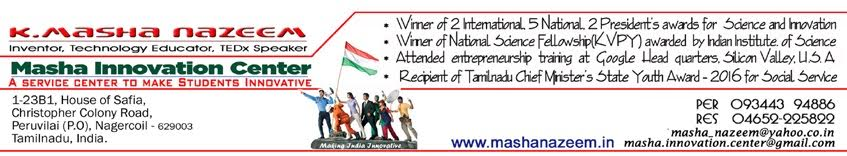 K.MASHA NAZEEM
Inventor, Technology Educator, TEDx Speaker
Masha Innovation Center
A SERVICE CENTER TO MAKE STUDENTS INNOVATIVE
1-23B1, House of Safia,
Christopher Colony Road,
Peruvilai (P.O), Nagercoil - 629003
Tamilnadu, India.
Making India Innovative
* Winner of 2 International, 5 National, 2 President's awards for Science and Innovation
* Winner of National Science Fellowship(KVPY) awarded by Indian Institute. of Science
* Attended entrepreneurship training at Google Head quarters, Silicon Valley, U.S.A
* Recipient of Tamilnadu Chief Minister's State Youth Award - 2016 for Social Service
PER 093443 94886
RES 04652-225822
masha_nazeem@yahoo.co.in
www.mashanazeem.in masha.innovation.center@gmail.com